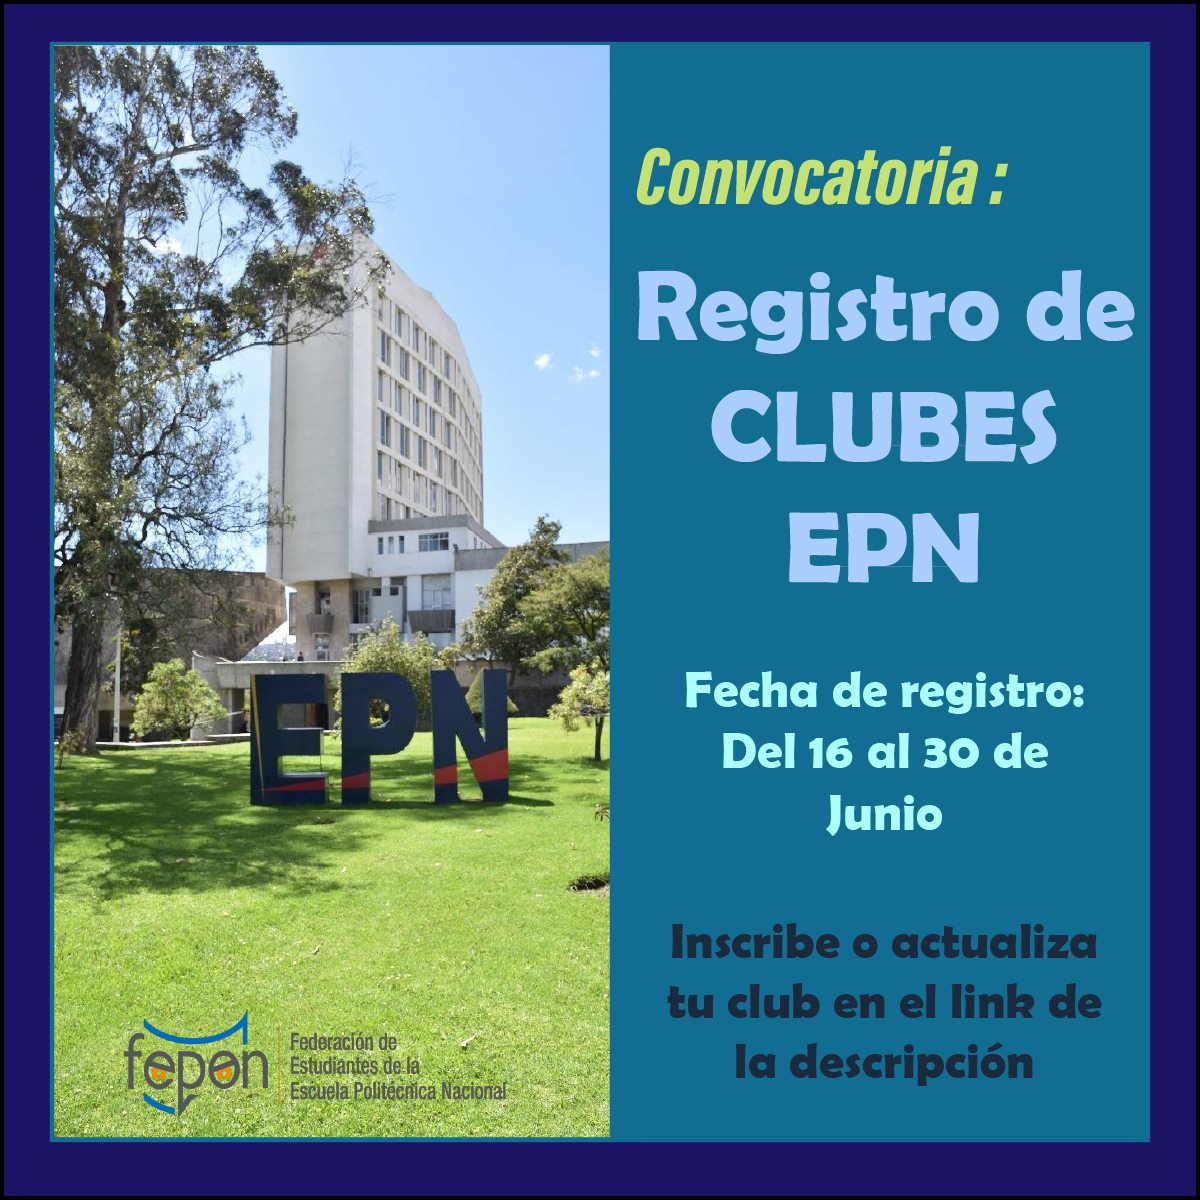 Convocatoria :
Registro de
CLUBES
EPN
Fecha de registro:
Del 16 al 30 de
Junio
Inscribe o actualiza
tu club en el link de
la descripción
EPN
fepon
Federación de
Estudiantes de la
Escuela Politécnica Nacional